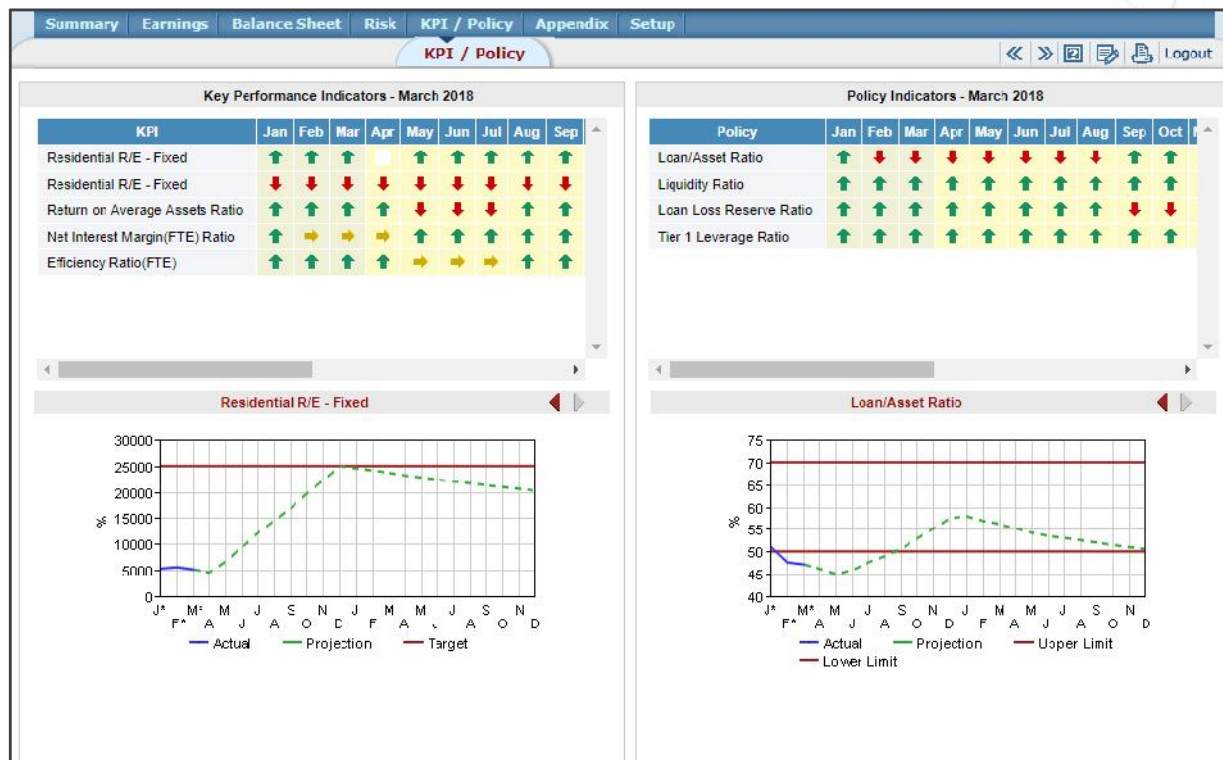 Summary Earnings Balance Sheet Risk KPI / Policy Appendix Setup
KPI / Policy
Logout
Key Performance Indicators - March 2018
KPI Jan Feb Mar Apr May Jun Jul Aug Sep
Residential R/E - Fixed
Residential R/E - Fixed
Return on Average Assets Ratio
Net Interest Margin(FTE) Ratio
Efficiency Ratio(FTE)
Residential R/E - Fixed
30000
25000
20000
15000
10000
5000
0
%
J* M* M J S N J M M J S N
F* A J A O D F A A O D
Actual Projection Target
Policy Indicators - March 2018
Policy Jan Feb Mar Apr May Jun Jul Aug Sep Oct
Loan/Asset Ratio
Liquidity Ratio
Loan Loss Reserve Ratio
Tier 1 Leverage Ratio
Loan/Asset Ratio
75
70
65
60
55
50
45
40
%
J* M* M J S N J M M J S N
F* A J A O D F A J A O D
Actual Projection Upper Limit
Lower Limit